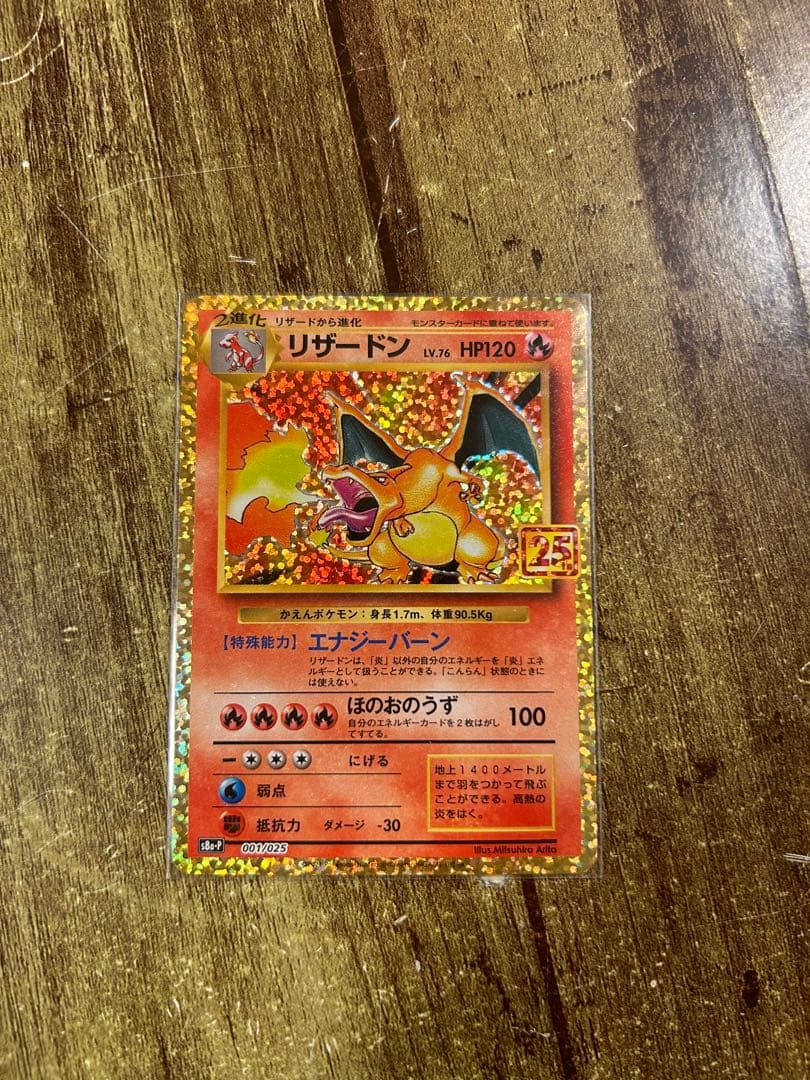 2進化 リザードから進化 モンスターカードに重ねて使います。
リザードン LV.76 HP120
25
かえんポケモン：身長1.7m、体重90.5Kg
【特殊能力】エナジーバーン
リザードンは、「炎」以外の自分のエネルギーを「炎」エネ
ルギーとして扱うことができる。「こんらん」状態のときに
は使えない。
ほのおのうず 100
自分のエネルギーカードを２枚はがし
てすてる。
にげる
弱点
抵抗力 ダメージ -30
地上１４００メートル
まで羽をつかって飛ぶ
ことができる。高熱の
炎をはく。
s8a-P 001/025 Illus.Mitsuhiro Arita